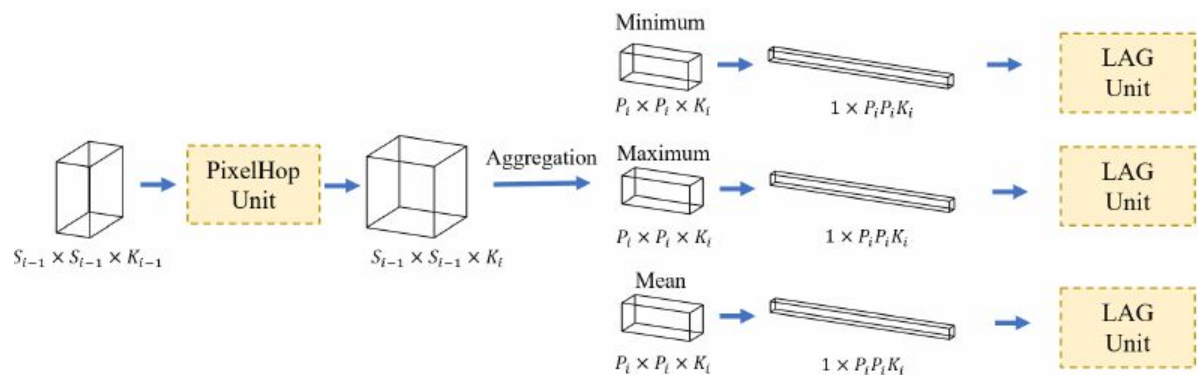 Minimum
P_i × P_i × K_i
1 × P_iP_iK_i
LAG
Unit
S_{i−1} × S_{i−1} × K_{i−1}
PixelHop
Unit
S_{i−1} × S_{i−1} × K_i
Aggregation
Maximum
P_i × P_i × K_i
1 × P_iP_iK_i
LAG
Unit
Mean
P_i × P_i × K_i
1 × P_iP_iK_i
LAG
Unit